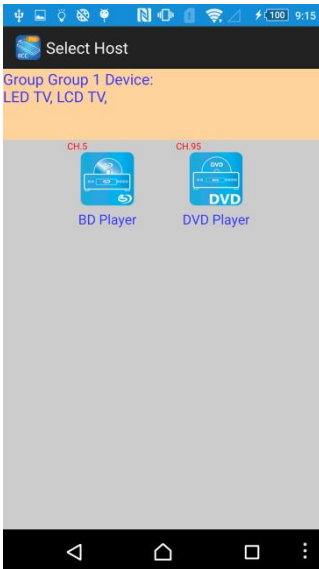 100 9:15
ACC Select Host
Group Group 1 Device:
LED TV, LCD TV,
CH.5 CH.95
DVD
DVD
BD Player DVD Player